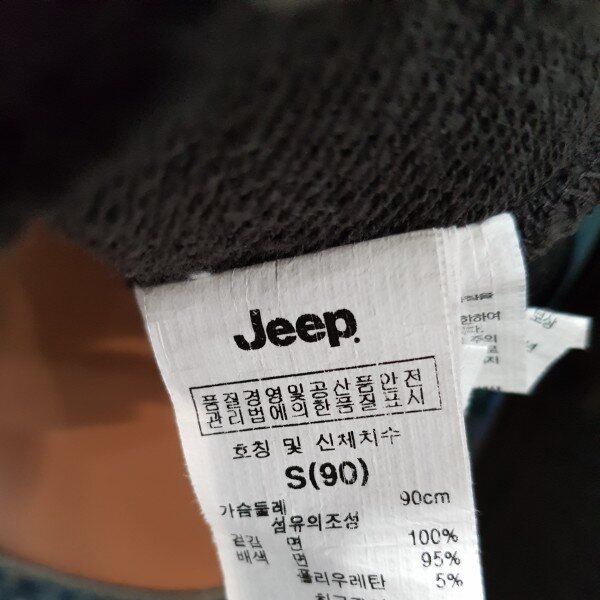 Jeep
품질경영및공산품안전
관리법에의한품질표시
호칭 및 신체치수
S(90)
가슴둘레 90cm
섬유의조성
겉감 면 100%
배색 면 95%
폴리우레탄 5%